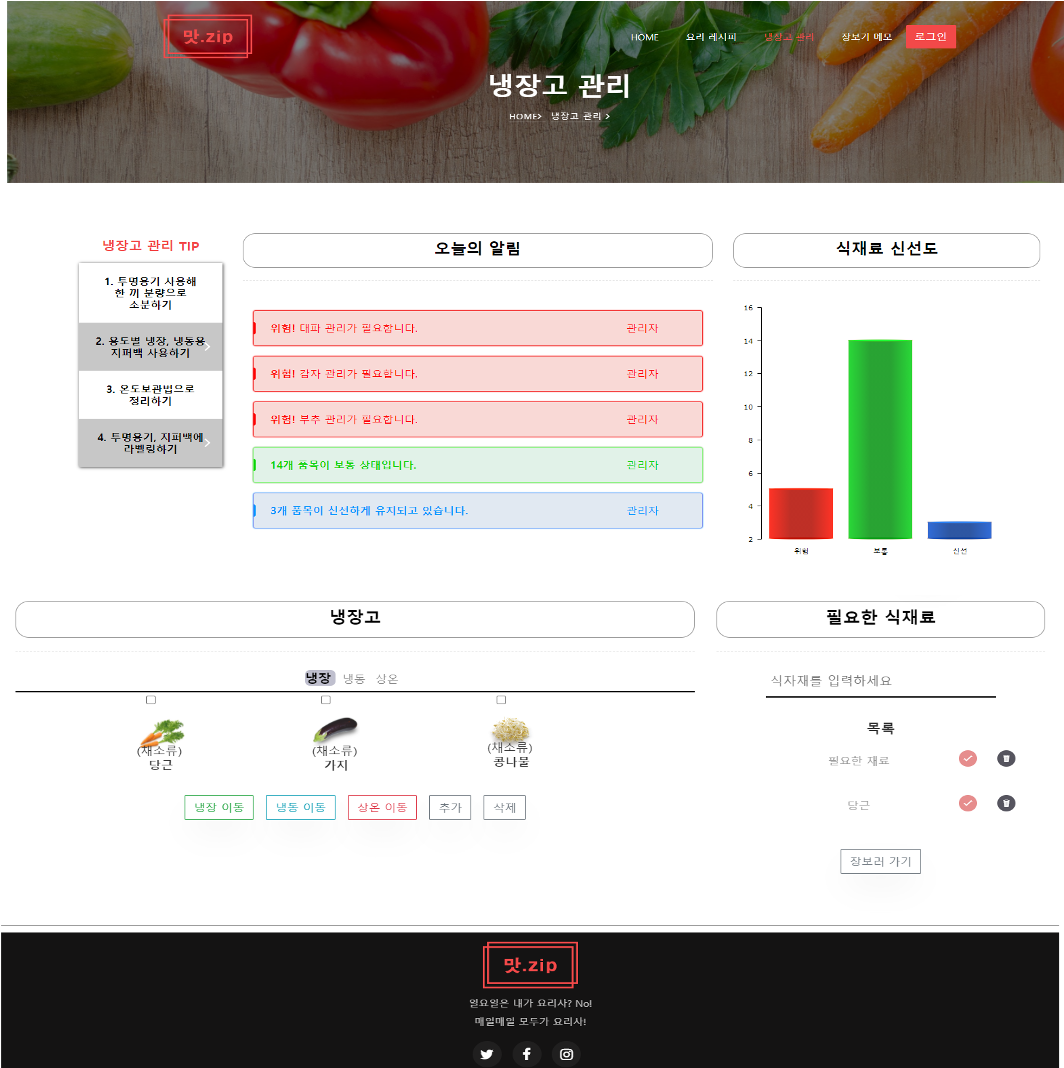 맛.zip
HOME 요리 레시피 냉장고 관리 장보기 메모 로그인
냉장고 관리
HOME> 냉장고 관리 >
냉장고 관리 TIP
1. 투명용기 사용해
한 끼 분량으로
소분하기
2. 용도별 냉장, 냉동용
지퍼백 사용하기
3. 온도보관법으로
정리하기
4. 투명용기, 지퍼백에
라벨링하기
오늘의 알림
위험! 대파 관리가 필요합니다. 관리자
위험! 감자 관리가 필요합니다. 관리자
위험! 부추 관리가 필요합니다. 관리자
14개 품목이 보통 상태입니다. 관리자
3개 품목이 신선하게 유지되고 있습니다. 관리자
식재료 신선도
16
14
12
10
8
6
4
2
위험 보통 신선
냉장고
냉장 냉동 상온
(채소류) (채소류) (채소류)
당근 가지 콩나물
냉장 이동 냉동 이동 상온 이동 추가 삭제
필요한 식재료
식자재를 입력하세요
목록
필요한 재료
당근
장보러 가기
맛.zip
일요일은 내가 요리사? No!
매일매일 모두가 요리사!